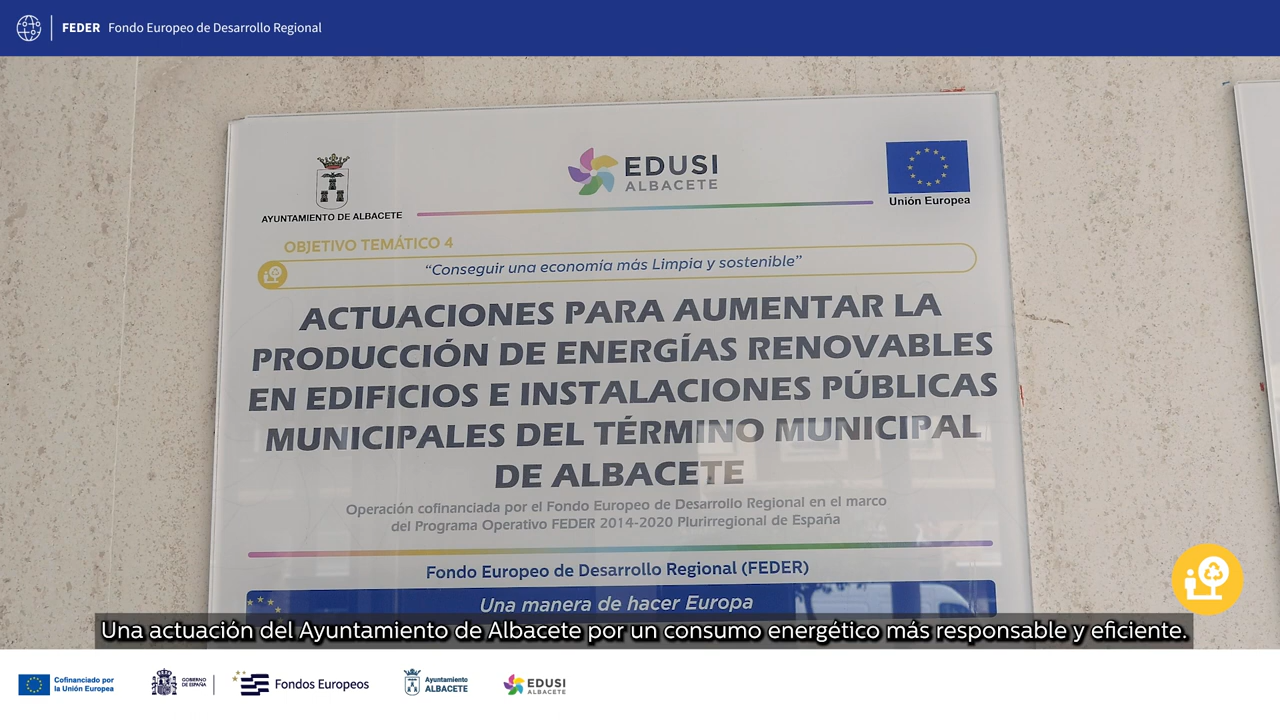 FEDER Fondo Europeo de Desarrollo Regional
AYUNTAMIENTO DE ALBACETE
EDUSI
ALBACETE
Unión Europea
OBJETIVO TEMÁTICO 4
“Conseguir una economía más Limpia y sostenible”
ACTUACIONES PARA AUMENTAR LA
PRODUCCIÓN DE ENERGÍAS RENOVABLES
EN EDIFICIOS E INSTALACIONES PÚBLICAS
MUNICIPALES DEL TÉRMINO MUNICIPAL
DE ALBACETE
Operación cofinanciada por el Fondo Europeo de Desarrollo Regional en el marco
del Programa Operativo FEDER 2014-2020 Plurirregional de España
Fondo Europeo de Desarrollo Regional (FEDER)
Una manera de hacer Europa
Una actuación del Ayuntamiento de Albacete por un consumo energético más responsable y eficiente.
Cofinanciado por
la Unión Europea
GOBIERNO
DE ESPAÑA
Fondos Europeos
Ayuntamiento
ALBACETE
EDUSI
ALBACETE